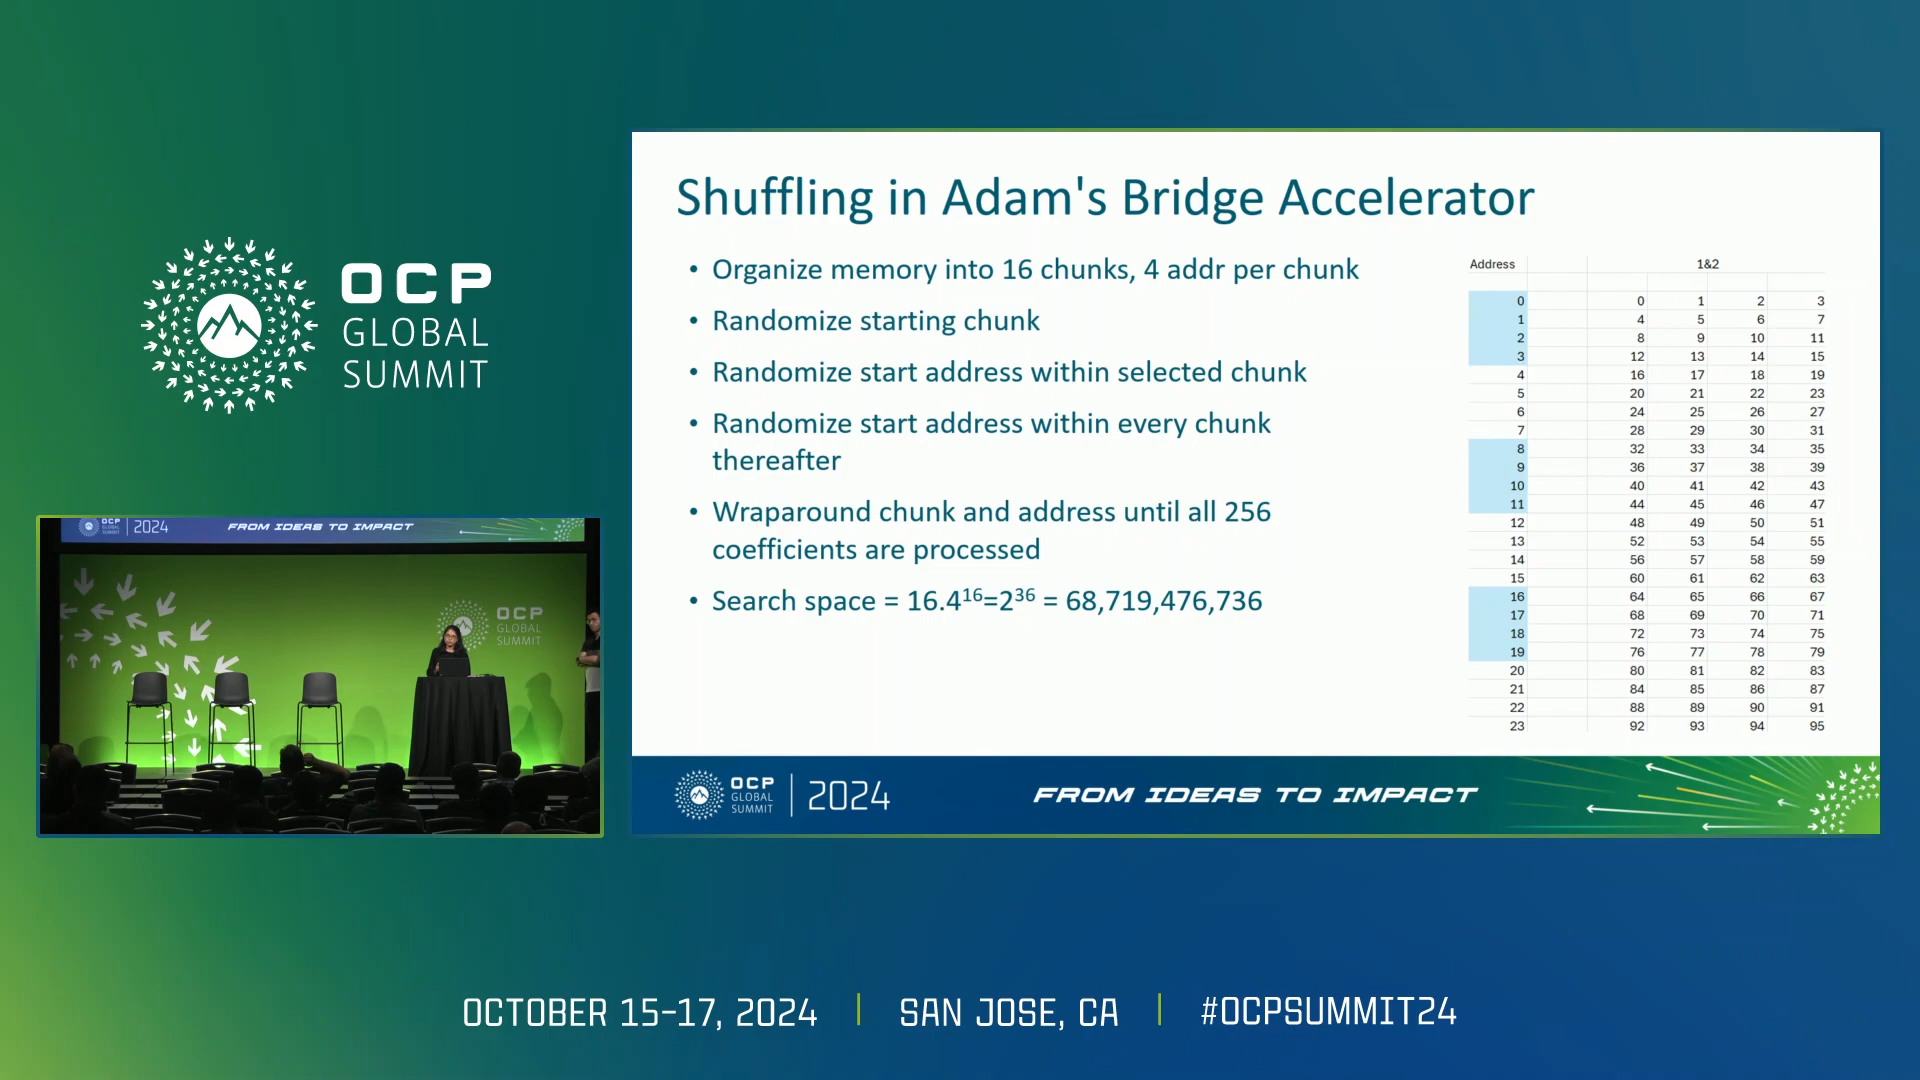 OCP
GLOBAL
SUMMIT
OCP
GLOBAL
SUMMIT
2024
FROM IDEAS TO IMPACT
OCP
GLOBAL
SUMMIT
Shuffling in Adam's Bridge Accelerator
• Organize memory into 16 chunks, 4 addr per chunk
• Randomize starting chunk
• Randomize start address within selected chunk
• Randomize start address within every chunk
thereafter
• Wraparound chunk and address until all 256
coefficients are processed
• Search space = 16.4¹⁶=2³⁶ = 68,719,476,736
Address 1&2
0 0 1 2 3
1 4 5 6 7
2 8 9 10 11
3 12 13 14 15
4 16 17 18 19
5 20 21 22 23
6 24 25 26 27
7 28 29 30 31
8 32 33 34 35
9 36 37 38 39
10 40 41 42 43
11 44 45 46 47
12 48 49 50 51
13 52 53 54 55
14 56 57 58 59
15 60 61 62 63
16 64 65 66 67
17 68 69 70 71
18 72 73 74 75
19 76 77 78 79
20 80 81 82 83
21 84 85 86 87
22 88 89 90 91
23 92 93 94 95
OCP
GLOBAL
SUMMIT
2024
FROM IDEAS TO IMPACT
OCTOBER 15-17, 2024 | SAN JOSE, CA | #OCPSUMMIT24